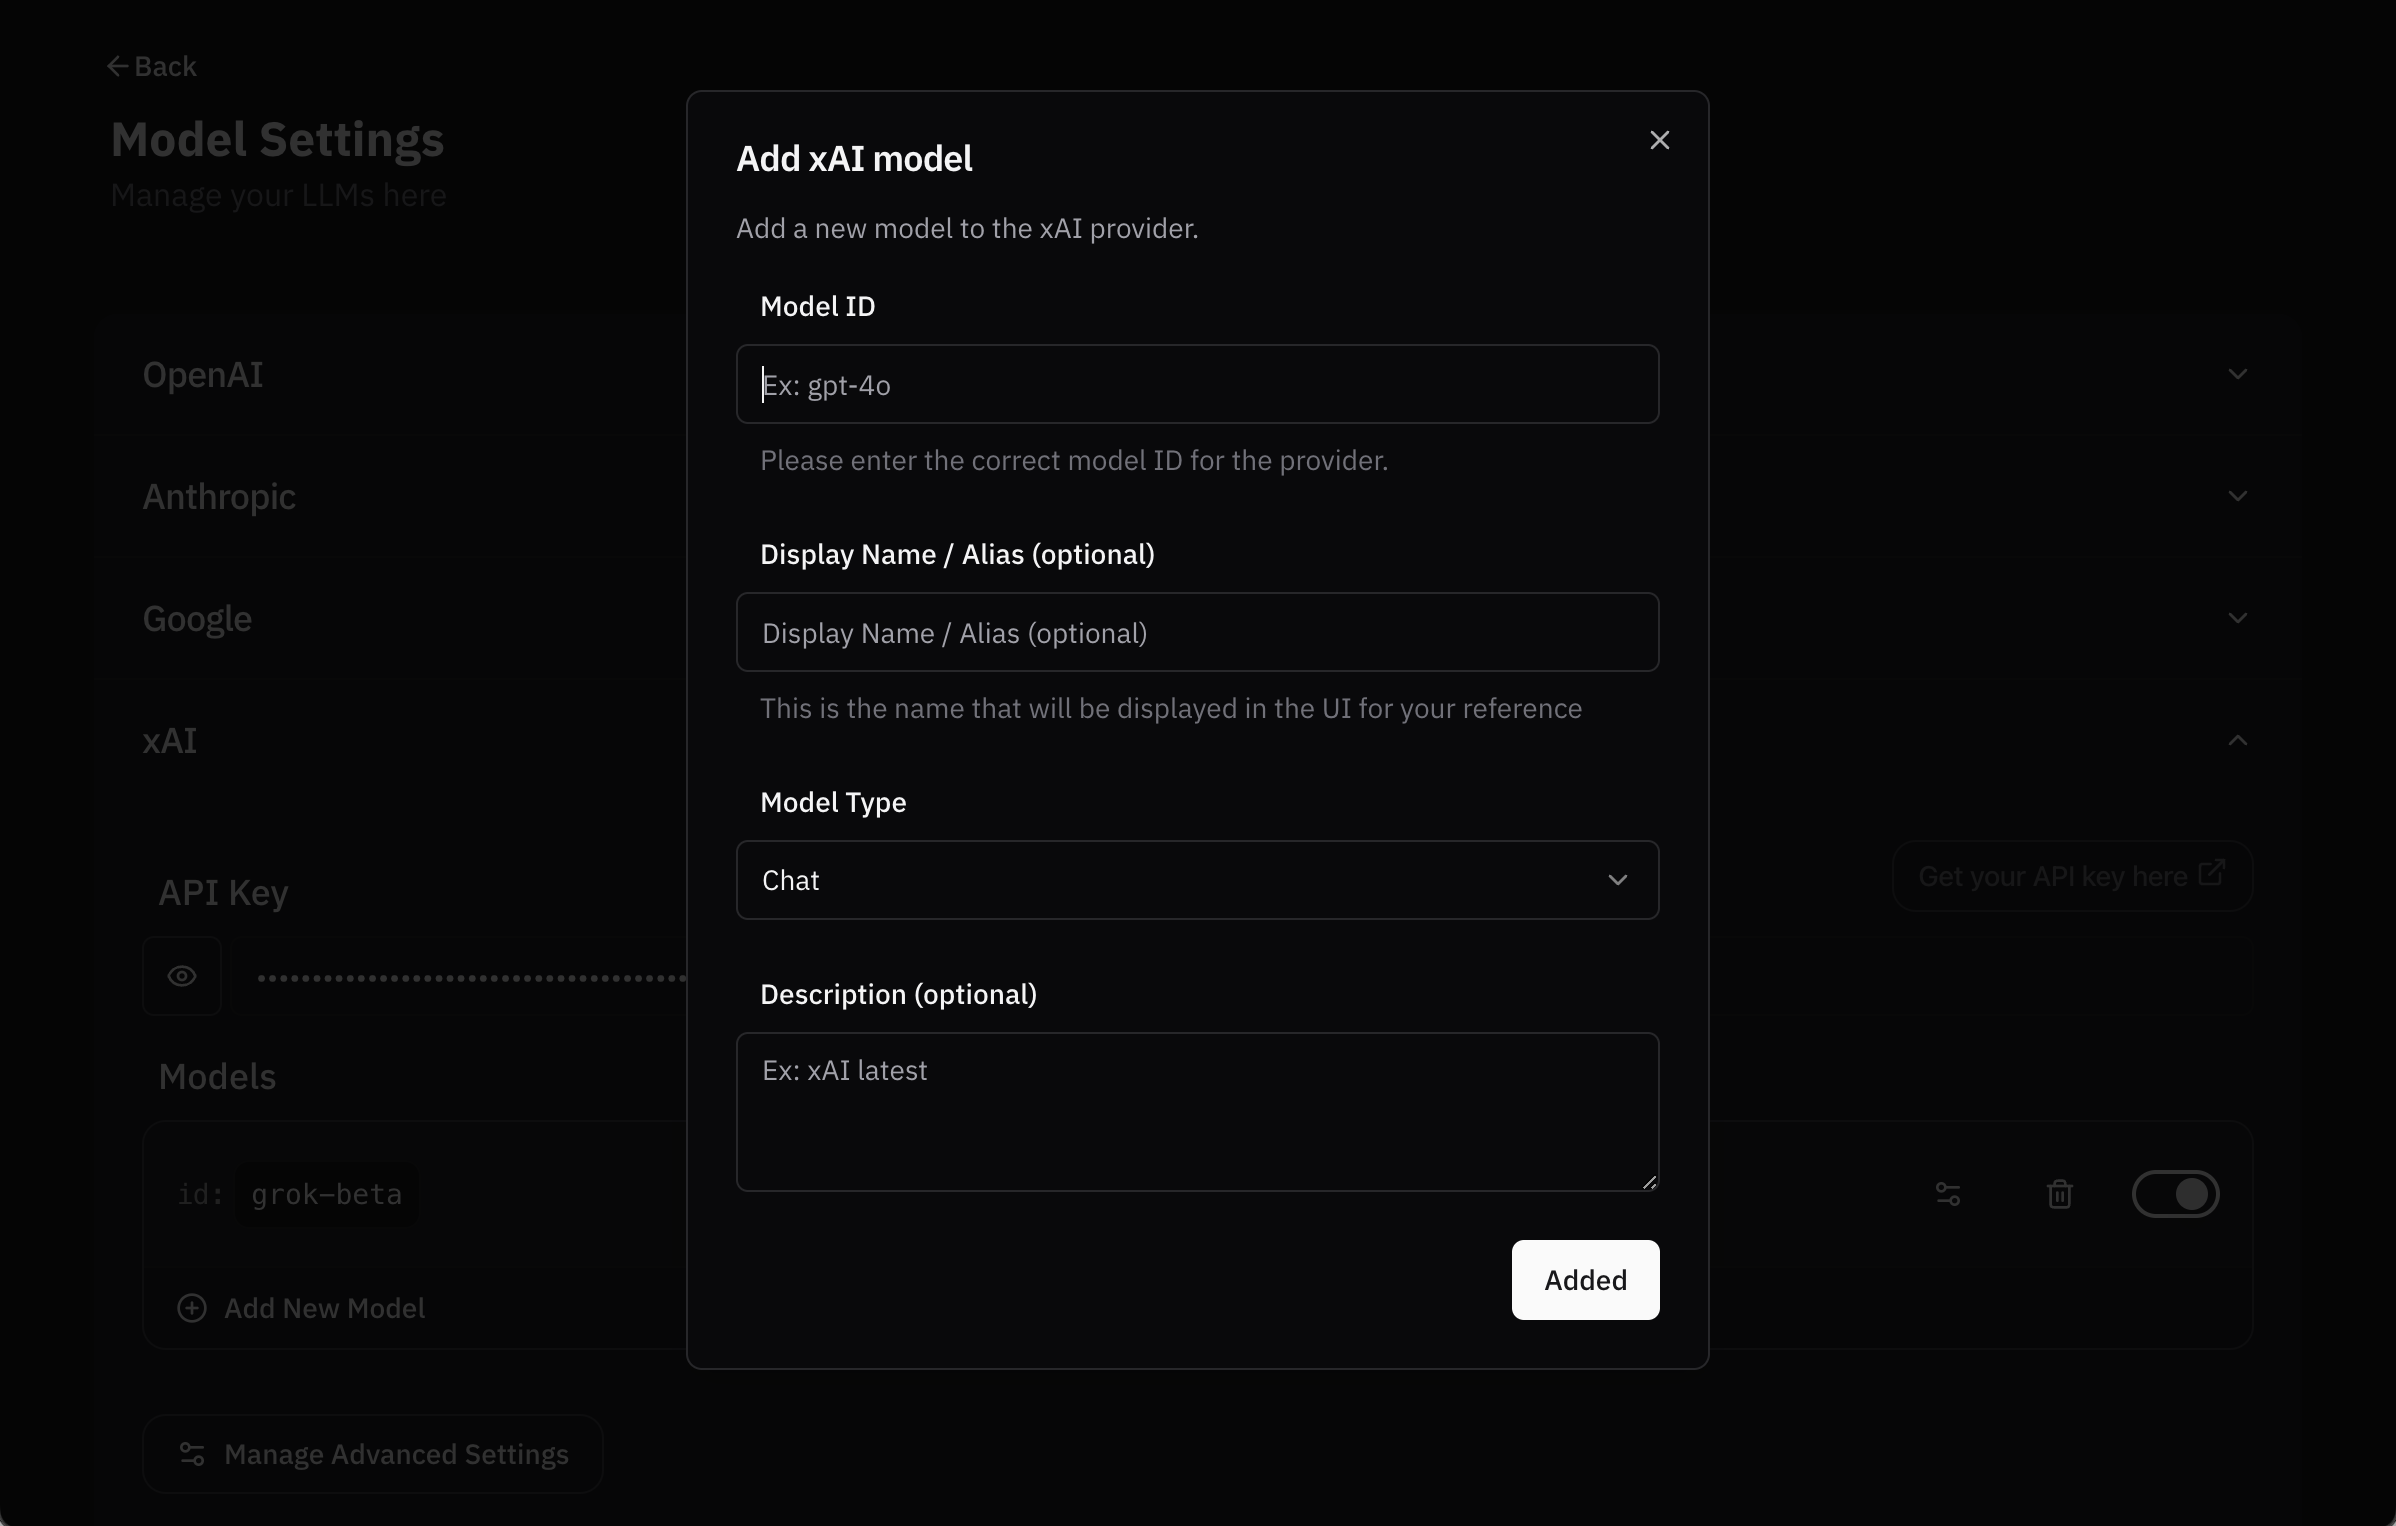 Back
Model Settings
Manage your LLMs here
OpenAI
Anthropic
Google
xAI
API Key
Get your API key here
••••••••••••••••••••••••••••••••••••••
Models
id: grok-beta
Add New Model
Manage Advanced Settings
Add xAI model
Add a new model to the xAI provider.
Model ID
Ex: gpt-4o
Please enter the correct model ID for the provider.
Display Name / Alias (optional)
Display Name / Alias (optional)
This is the name that will be displayed in the UI for your reference
Model Type
Chat
Description (optional)
Ex: xAI latest
Added